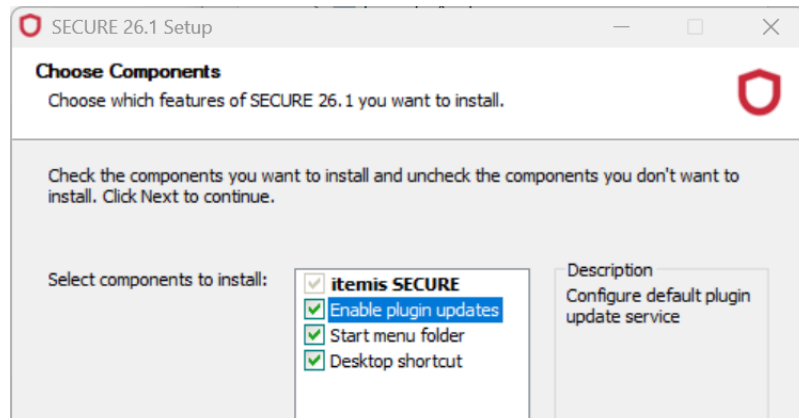 SECURE 26.1 Setup
Choose Components
Choose which features of SECURE 26.1 you want to install.
Check the components you want to install and uncheck the components you don't want to
install. Click Next to continue.
Select components to install:
itemis SECURE
Enable plugin updates
Start menu folder
Desktop shortcut
Description
Configure default plugin
update service